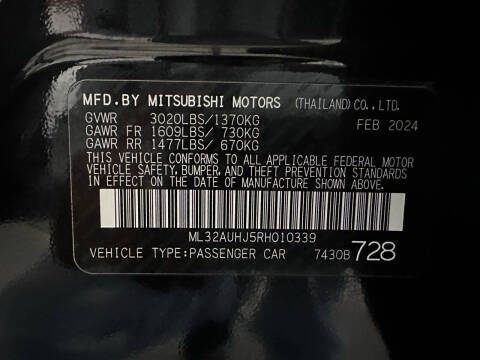 MFD.BY MITSUBISHI MOTORS (THAILAND)CO.,LTD.
GVWR 3020LBS/1370KG FEB 2024
GAWR FR 1609LBS/ 730KG
GAWR RR 1477LBS/ 670KG
THIS VEHICLE CONFORMS TO ALL APPLICABLE FEDERAL MOTOR
VEHICLE SAFETY, BUMPER, AND THEFT PREVENTION STANDARDS
IN EFFECT ON THE DATE OF MANUFACTURE SHOWN ABOVE.
ML32AUHJ5RH010339
VEHICLE TYPE:PASSENGER CAR 7430B 728